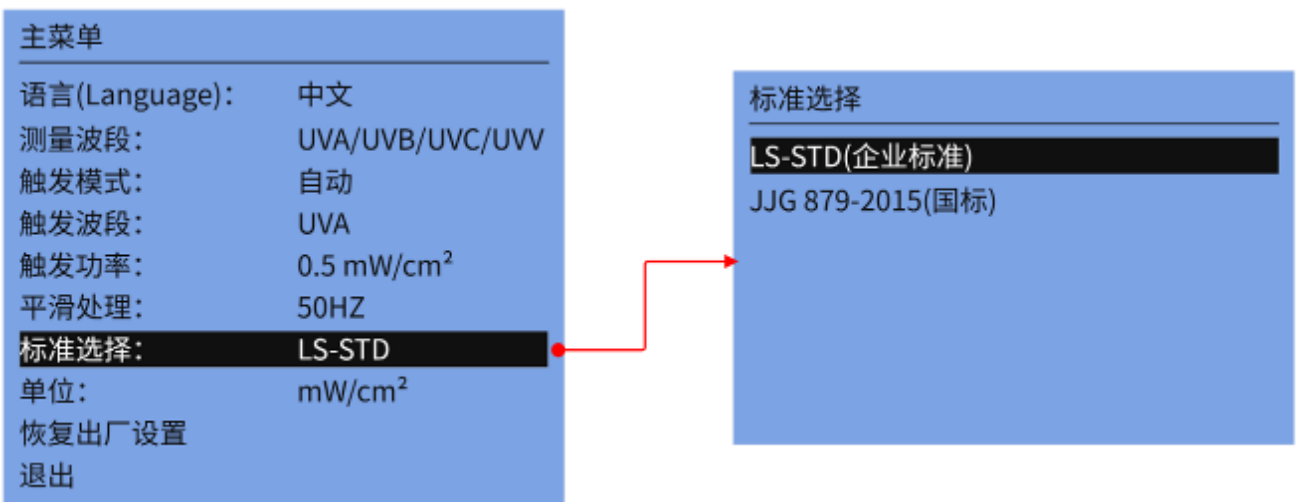 主菜单
语言(Language)： 中文
测量波段： UVA/UVB/UVC/UVV
触发模式： 自动
触发波段： UVA
触发功率： 0.5 mW/cm²
平滑处理： 50HZ
标准选择： LS-STD
单位： mW/cm²
恢复出厂设置
退出
标准选择
LS-STD(企业标准)
JJG 879-2015(国标)